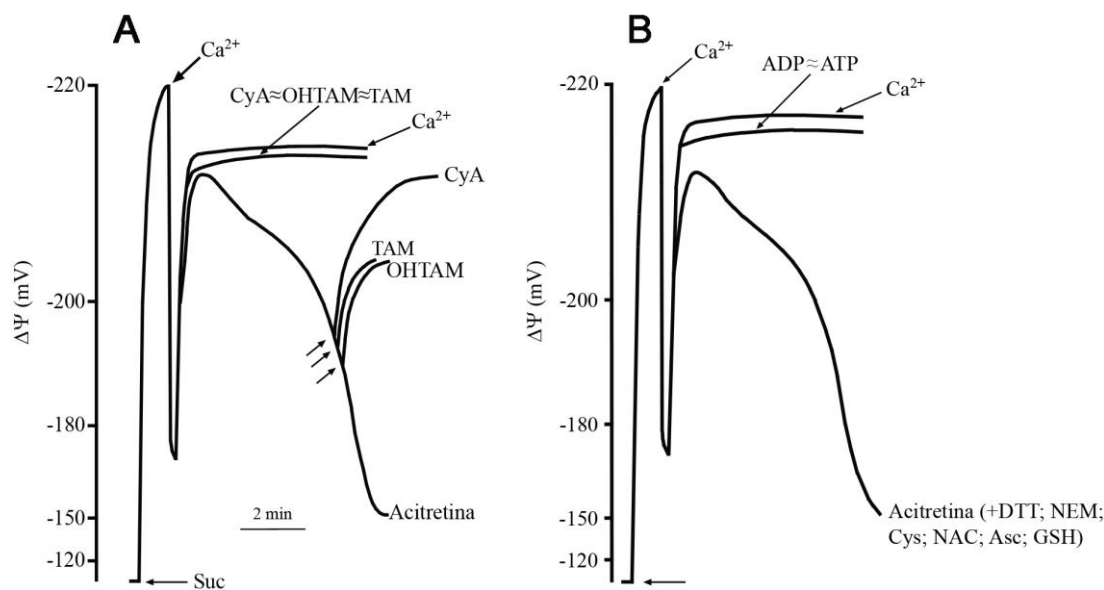 A
Ca²⁺
-220
CyA≈OHTAM≈TAM
Ca²⁺
CyA
TAM
OHTAM
-200
ΔΨ (mV)
-180
2 min
Acitretina
-150
-120
Suc
B
Ca²⁺
ADP≈ATP
-220
Ca²⁺
-200
ΔΨ (mV)
-180
-150
Acitretina (+DTT; NEM;
Cys; NAC; Asc; GSH)
-120